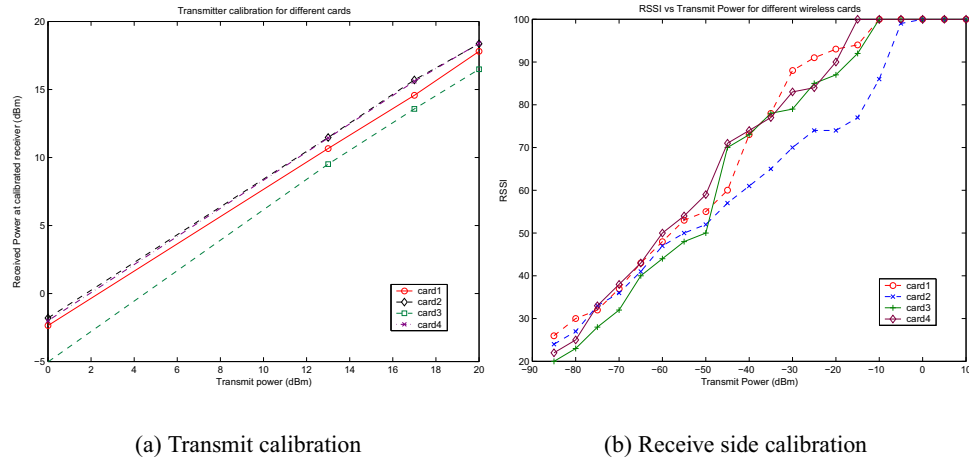 Transmitter calibration for different cards
20
15
10
5
0
−5
Received Power at calibrated receiver (dBm)
card1
card2
card3
card4
0 2 4 6 8 10 12 14 16 18 20
Transmit power (dBm)
(a) Transmit calibration
RSSI vs Transmit Power for different wireless cards
100
90
80
70
60
50
40
30
20
RSSI
card1
card2
card3
card4
−90 −80 −70 −60 −50 −40 −30 −20 −10 0 10
Transmit Power (dBm)
(b) Receive side calibration